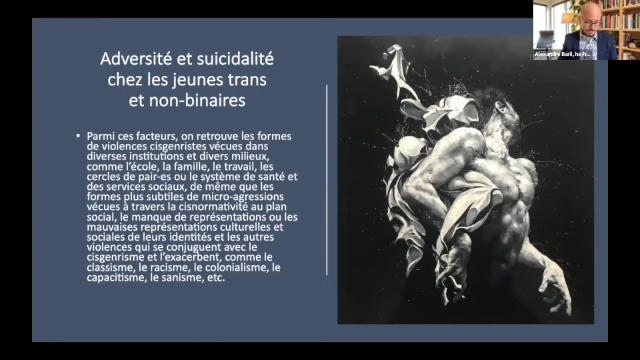 Adversité et suicidalité
chez les jeunes trans
et non-binaires
• Parmi ces facteurs, on retrouve les formes
de violences cisgenristes vécues dans
diverses institutions et divers milieux,
comme l'école, la famille, le travail, les
cercles de pair-es ou le système de santé et
des services sociaux, de même que les
formes plus subtiles de micro-agressions
vécues à travers la cisnormativité au plan
social, le manque de représentations ou les
mauvaises représentations culturelles et
sociales de leurs identités et les autres
violences qui se conjuguent avec le
cisgenrisme et l'exacerbent, comme le
classisme, le racisme, le colonialisme, le
capacitisme, le sanisme, etc.
Alexandre Baril, he/h...